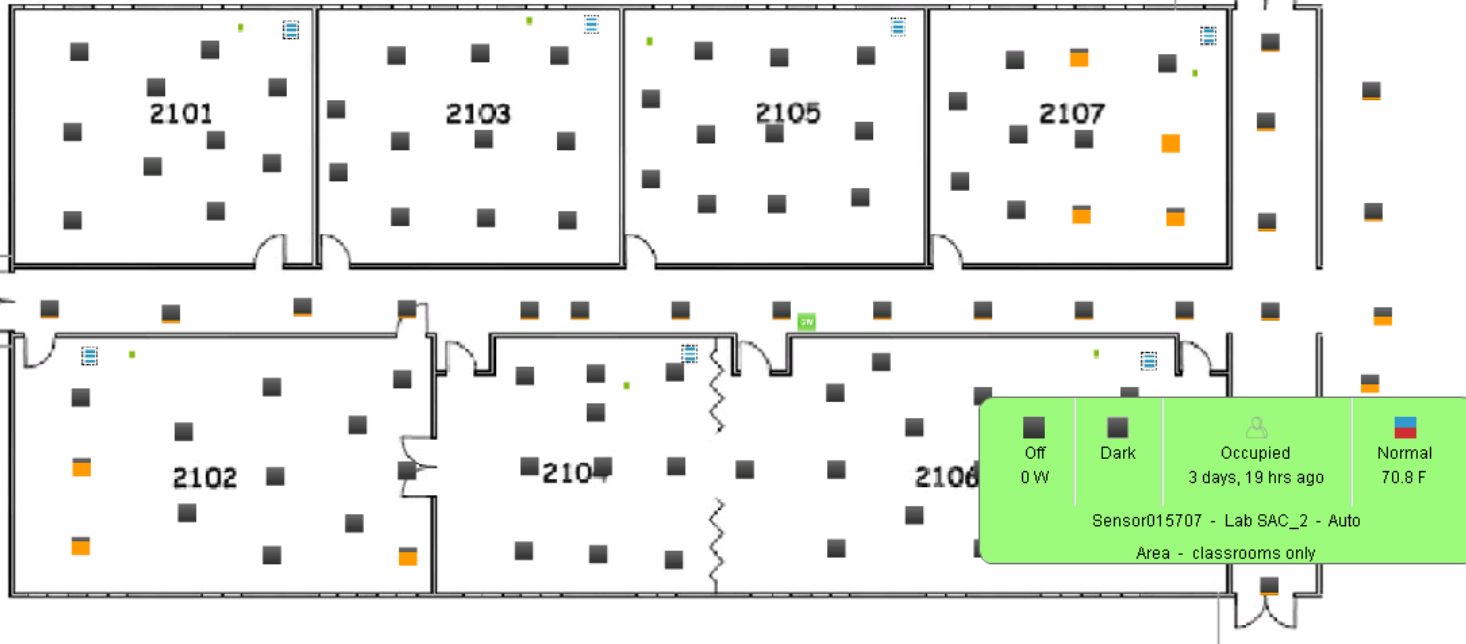 2101
2103
2105
2107
GW
2102
2106
Off
0 W
Dark
Occupied
3 days, 19 hrs ago
Normal
70.8 F
Sensor015707 - Lab SAC_2 - Auto
Area - classrooms only